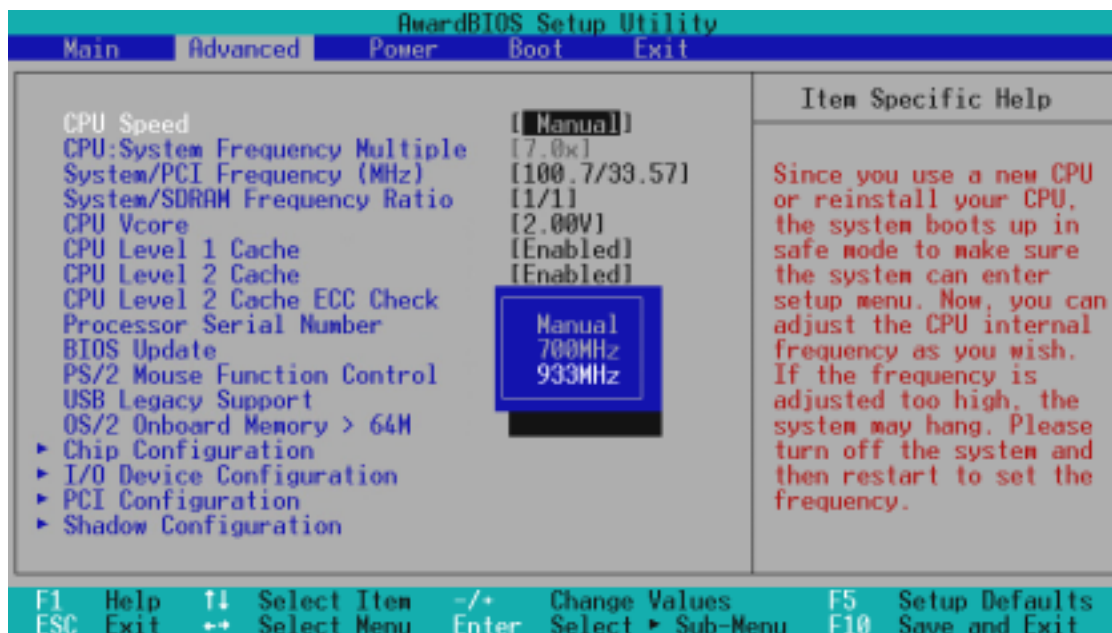 AwardBIOS Setup Utility
Main Advanced Power Boot Exit
Item Specific Help
CPU Speed [ Manual]
CPU:System Frequency Multiple [7.0x]
System/PCI Frequency (MHz) [100.7/33.57]
System/SDRAM Frequency Ratio [1/1]
CPU Vcore [2.00V]
CPU Level 1 Cache [Enabled]
CPU Level 2 Cache [Enabled]
CPU Level 2 Cache ECC Check
Processor Serial Number
BIOS Update
PS/2 Mouse Function Control
USB Legacy Support
OS/2 Onboard Memory > 64M
Manual
700MHz
933MHz
► Chip Configuration
► I/O Device Configuration
► PCI Configuration
► Shadow Configuration
Since you use a new CPU
or reinstall your CPU,
the system boots up in
safe mode to make sure
the system can enter
setup menu. Now, you can
adjust the CPU internal
frequency as you wish.
If the frequency is
adjusted too high, the
system may hang. Please
turn off the system and
then restart to set the
frequency.
F1 Help ↑↓ Select Item -/+ Change Values F5 Setup Defaults
ESC Exit ←→ Select Menu Enter Select ► Sub-Menu F10 Save and Exit